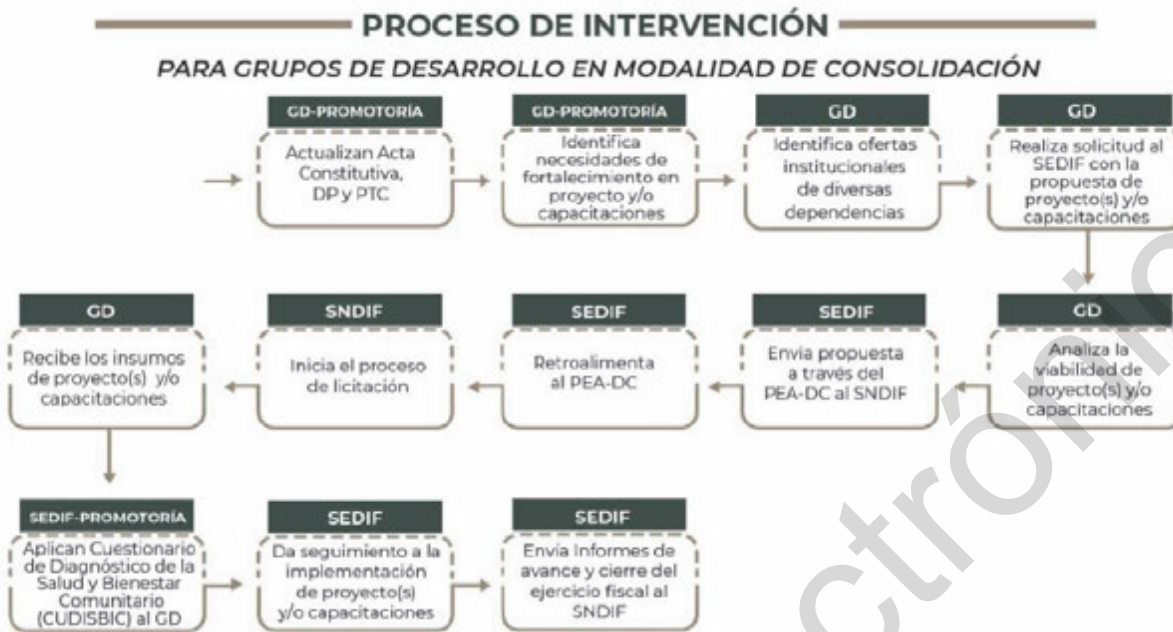 PROCESO DE INTERVENCIÓN
PARA GRUPOS DE DESARROLLO EN MODALIDAD DE CONSOLIDACIÓN
GD-PROMOTORÍA
Actualizan Acta
Constitutiva,
DP y PTC
GD-PROMOTORÍA
Identifica
necesidades de
fortalecimiento en
proyecto y/o
capacitaciones
GD
Identifica ofertas
institucionales
de diversas
dependencias
GD
Realiza solicitud al
SEDIF con la
propuesta de
proyecto(s) y/o
capacitaciones
GD
Analiza la
viabilidad de
proyecto(s) y/o
capacitaciones
SEDIF
Envía propuesta
a través del
PEA-DC al SNDIF
SEDIF
Retroalimenta
al PEA-DC
SNDIF
Inicia el proceso
de licitación
GD
Recibe los insumos
de proyecto(s) y/o
capacitaciones
SEDIF-PROMOTORÍA
Aplican Cuestionario
de Diagnóstico de la
Salud y Bienestar
Comunitario
(CUDISBIC) al GD
SEDIF
Da seguimiento a la
implementación
de proyecto(s)
y/o capacitaciones
SEDIF
Envía Informes de
avance y cierre del
ejercicio fiscal al
SNDIF
ctrónic